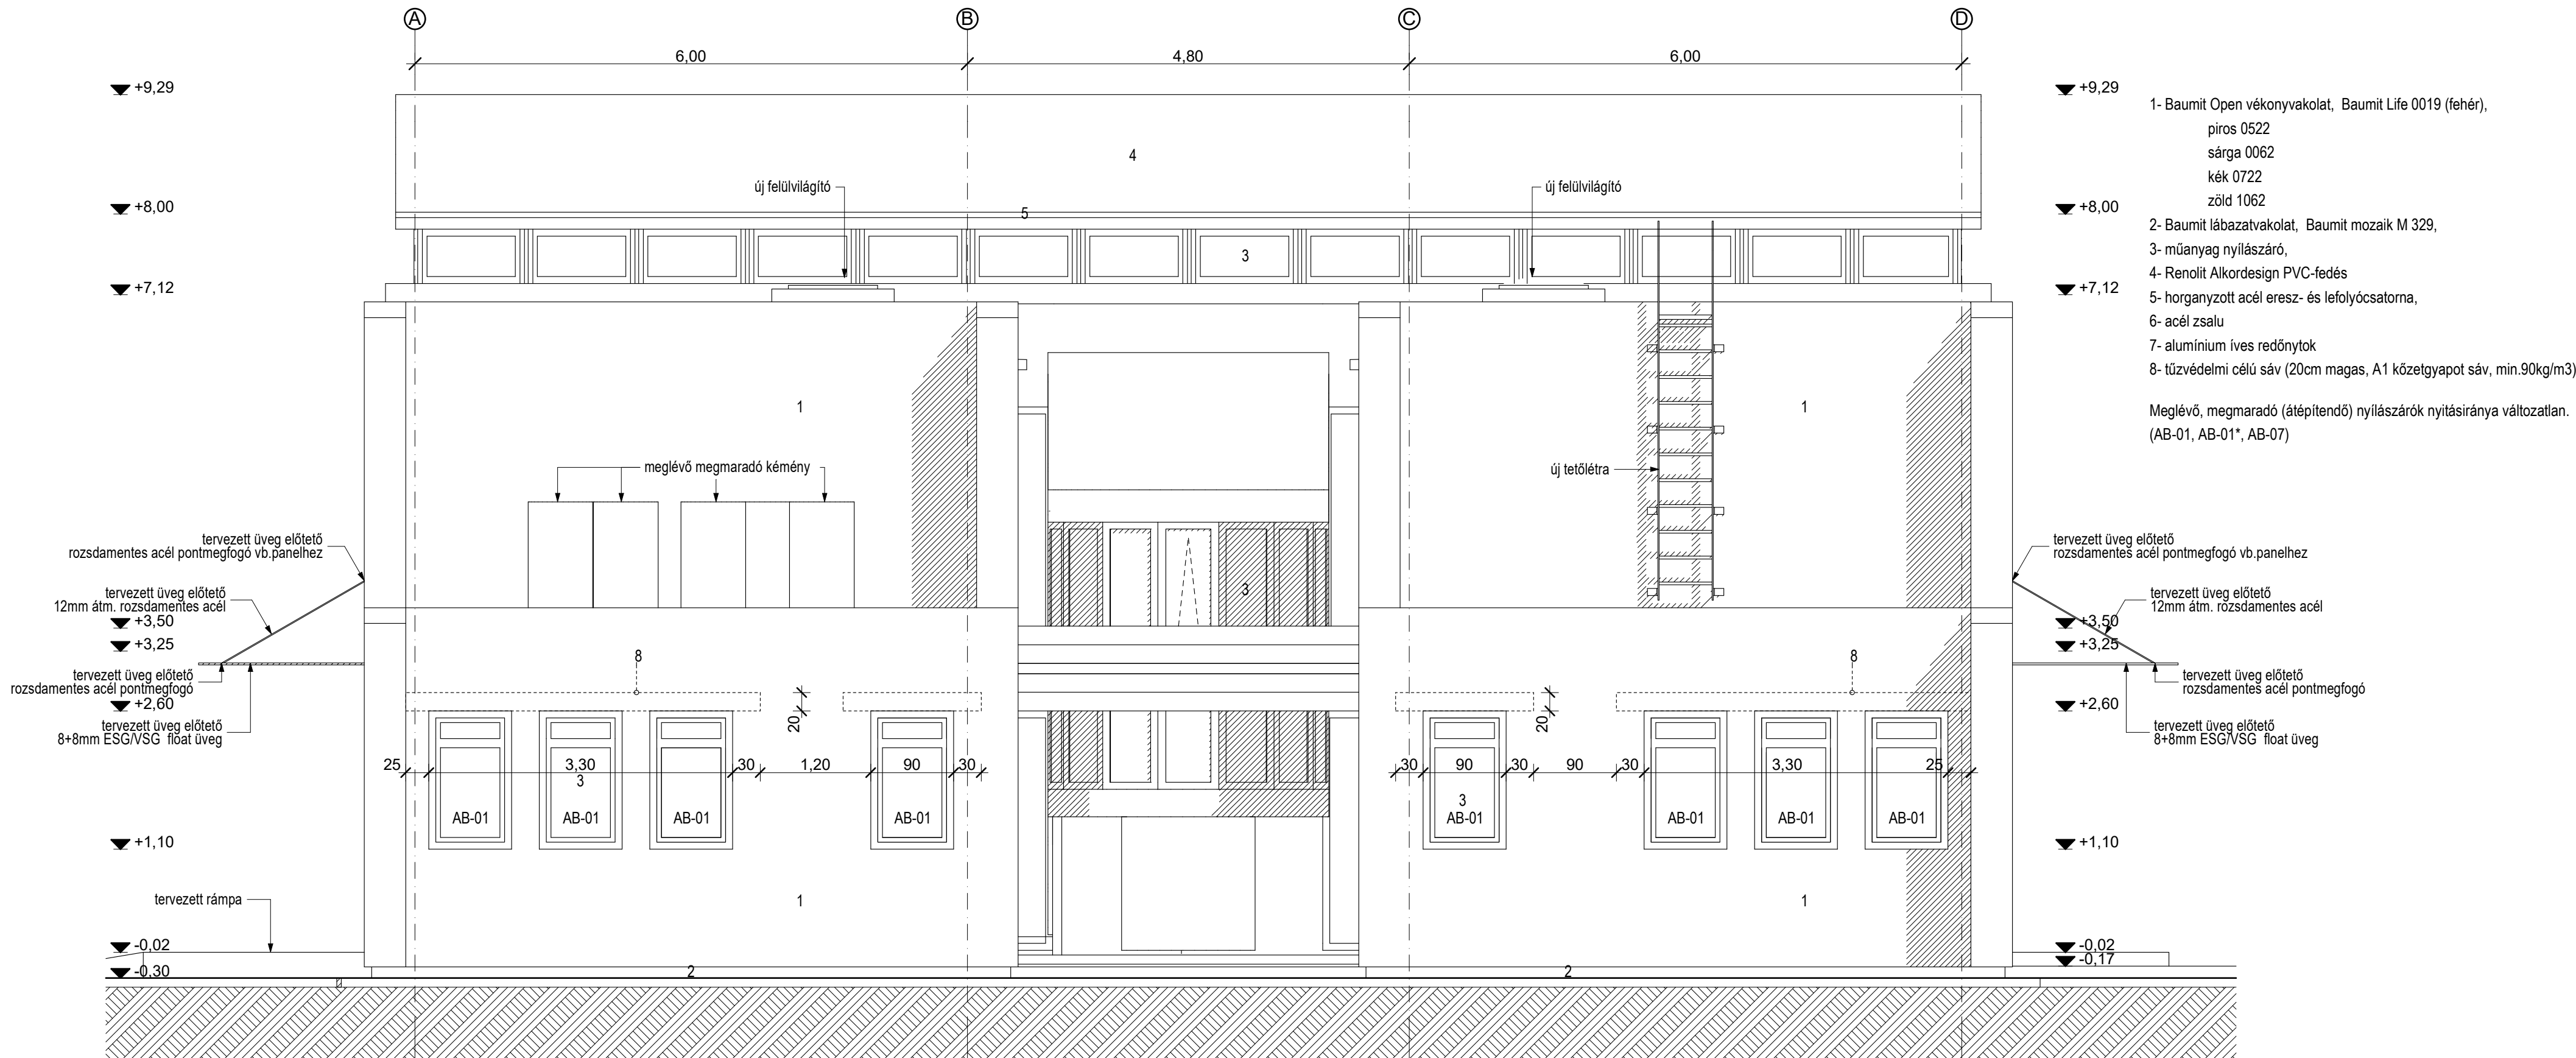 A
B
C
D
6,00
4,80
6,00
+9,29
+8,00
+7,12
+9,29
+8,00
+7,12
4
új felülvilágító
új felülvilágító
5
3
1- Baumit Open vékonyvakolat, Baumit Life 0019 (fehér),
piros 0522
sárga 0062
kék 0722
zöld 1062
2- Baumit lábazatvakolat, Baumit mozaik M 329,
3- műanyag nyílászáró,
4- Renolit Alkordesign PVC-fedés
5- horganyzott acél eresz- és lefolyócsatorna,
6- acél zsalu
7- alumínium íves redőnytok
8- tűzvédelmi célú sáv (20cm magas, A1 kőzetgyapot sáv, min.90kg/m3)
Meglévő, megmaradó (átépítendő) nyílászárók nyitásiránya változatlan.
(AB-01, AB-01*, AB-07)
1
1
meglévő megmaradó kémény
új tetőlétra
3
tervezett üveg előtető
rozsdamentes acél pontmegfogó vb.panelhez
tervezett üveg előtető
12mm átm. rozsdamentes acél
+3,50
+3,25
tervezett üveg előtető
rozsdamentes acél pontmegfogó
+2,60
tervezett üveg előtető
8+8mm ESG/VSG float üveg
tervezett üveg előtető
rozsdamentes acél pontmegfogó vb.panelhez
tervezett üveg előtető
12mm átm. rozsdamentes acél
+3,50
+3,25
tervezett üveg előtető
rozsdamentes acél pontmegfogó
+2,60
tervezett üveg előtető
8+8mm ESG/VSG float üveg
8
8
20
20
25
3,30
30
1,20
90
30
30
90
30
90
30
3,30
25
3
3
AB-01
AB-01
AB-01
AB-01
AB-01
AB-01
AB-01
AB-01
+1,10
+1,10
1
1
tervezett rámpa
-0,02
-0,30
-0,02
-0,17
2
2